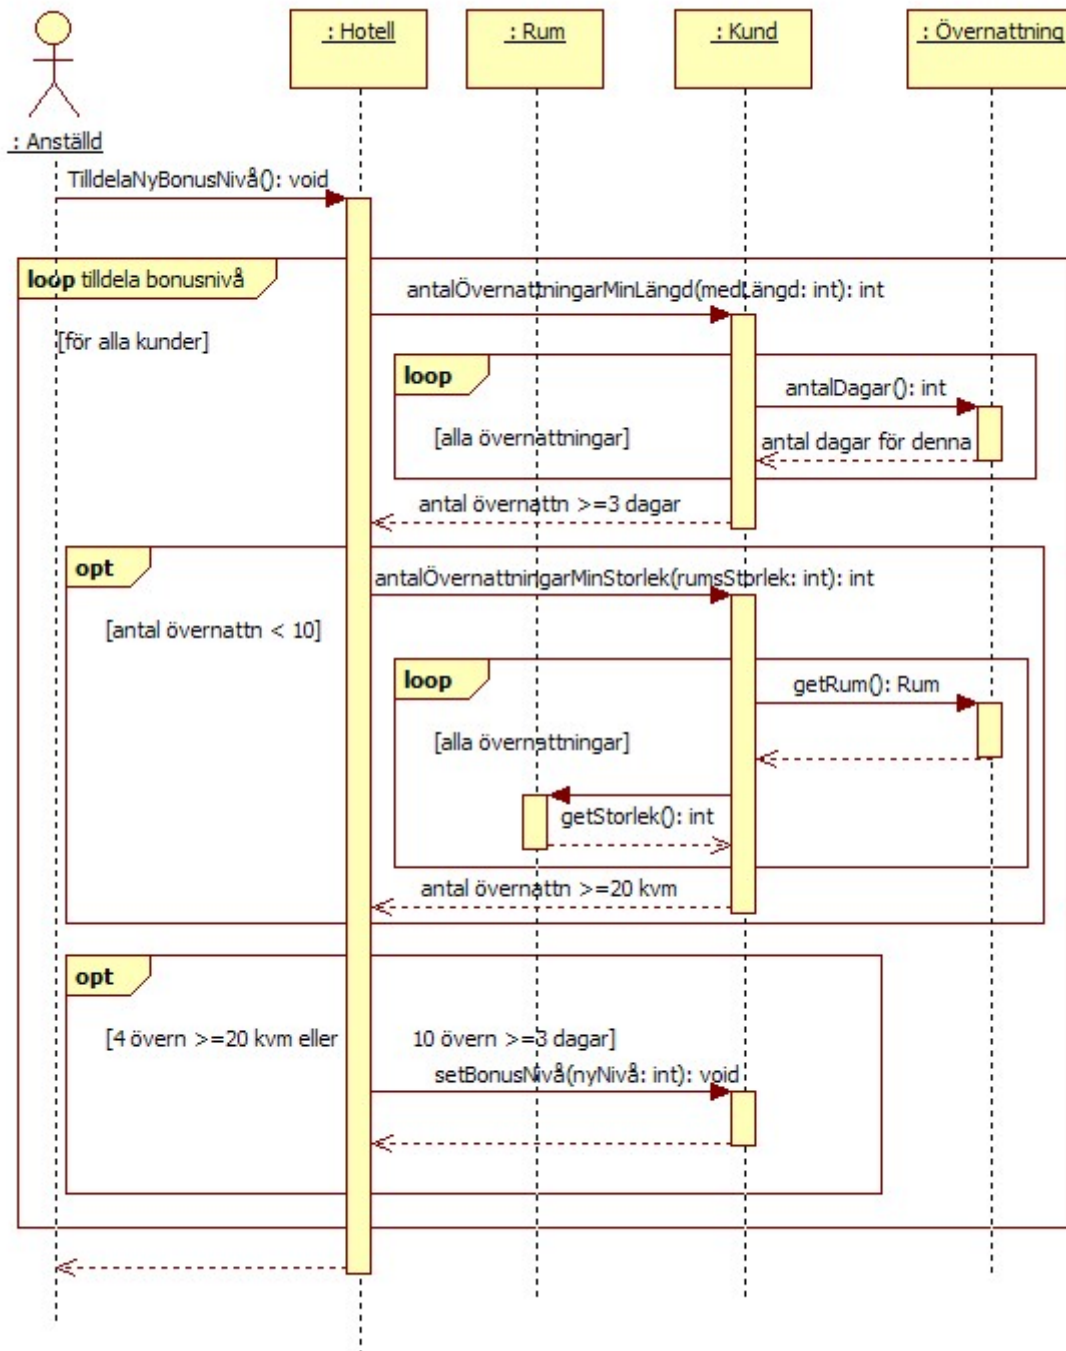 : Hotell
: Rum
: Kund
: Övernattning
: Anställd
TilldelaNyBonusNivå(): void
loop tilldela bonusnivå
antalÖvernattningarMinLängd(medLängd: int): int
[för alla kunder]
loop
antalDagar(): int
[alla övernattningar]
antal dagar för denna
antal övernattn >=3 dagar
opt
antalÖvernattningarMinStorlek(rumsStorlek: int): int
[antal övernattn < 10]
loop
getRum(): Rum
[alla övernattningar]
getStorlek(): int
antal övernattn >=20 kvm
opt
[4 övern >=20 kvm eller 10 övern >=3 dagar]
setBonusNivå(nyNivå: int): void